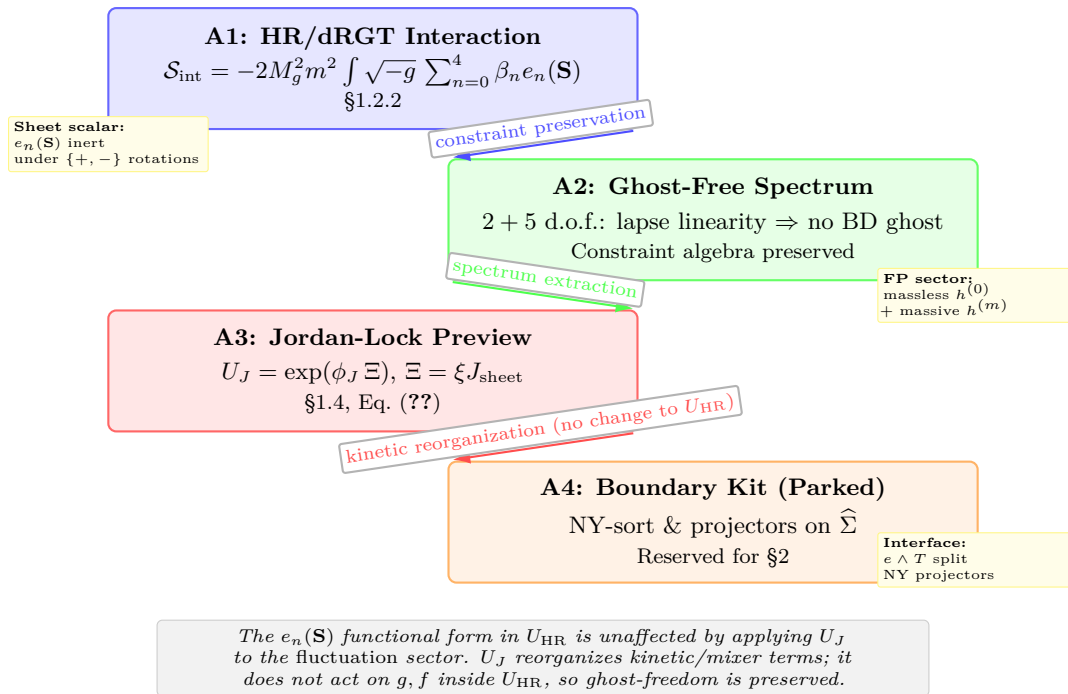 A1: HR/dRGT Interaction
𝒮_int = −2M_g²m² ∫ √−g ∑_{n=0}^{4} β_n e_n(𝐒)
§1.2.2
Sheet scalar:
e_n(𝐒) inert
under {+, −} rotations
constraint preservation
A2: Ghost-Free Spectrum
2 + 5 d.o.f.: lapse linearity ⇒ no BD ghost
Constraint algebra preserved
FP sector:
massless h^(0)
+ massive h^(m)
spectrum extraction
A3: Jordan-Lock Preview
U_J = exp(ϕ_J Ξ), Ξ = ξJ_sheet
§1.4, Eq. (??)
kinetic reorganization (no change to U_HR)
A4: Boundary Kit (Parked)
NY-sort & projectors on Σ̂
Reserved for §2
Interface:
e ∧ T split
NY projectors
The e_n(𝐒) functional form in U_HR is unaffected by applying U_J
to the fluctuation sector. U_J reorganizes kinetic/mixer terms; it
does not act on g, f inside U_HR, so ghost-freedom is preserved.